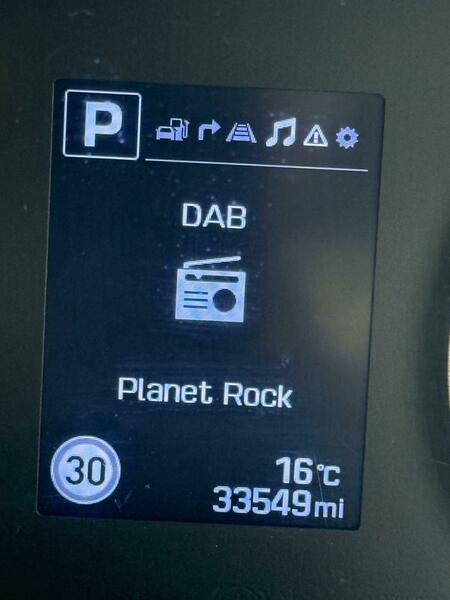 P
DAB
Planet Rock
30
16°C
33549mi